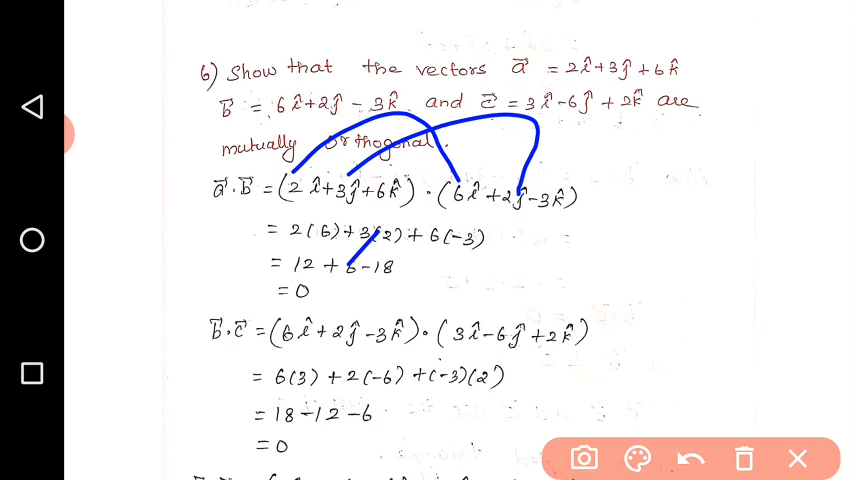 6) Show that the vectors a⃗ = 2î+3ĵ+6k̂
b⃗ = 6î+2ĵ-3k̂ and c⃗ = 3î-6ĵ+2k̂ are
mutually orthogonal.
a⃗.b⃗ = (2î+3ĵ+6k̂).(6î+2ĵ-3k̂)
= 2(6)+3(2)+6(-3)
= 12+6-18
= 0
b⃗.c⃗ = (6î+2ĵ-3k̂).(3î-6ĵ+2k̂)
= 6(3)+2(-6)+(-3)(2)
= 18-12-6
= 0